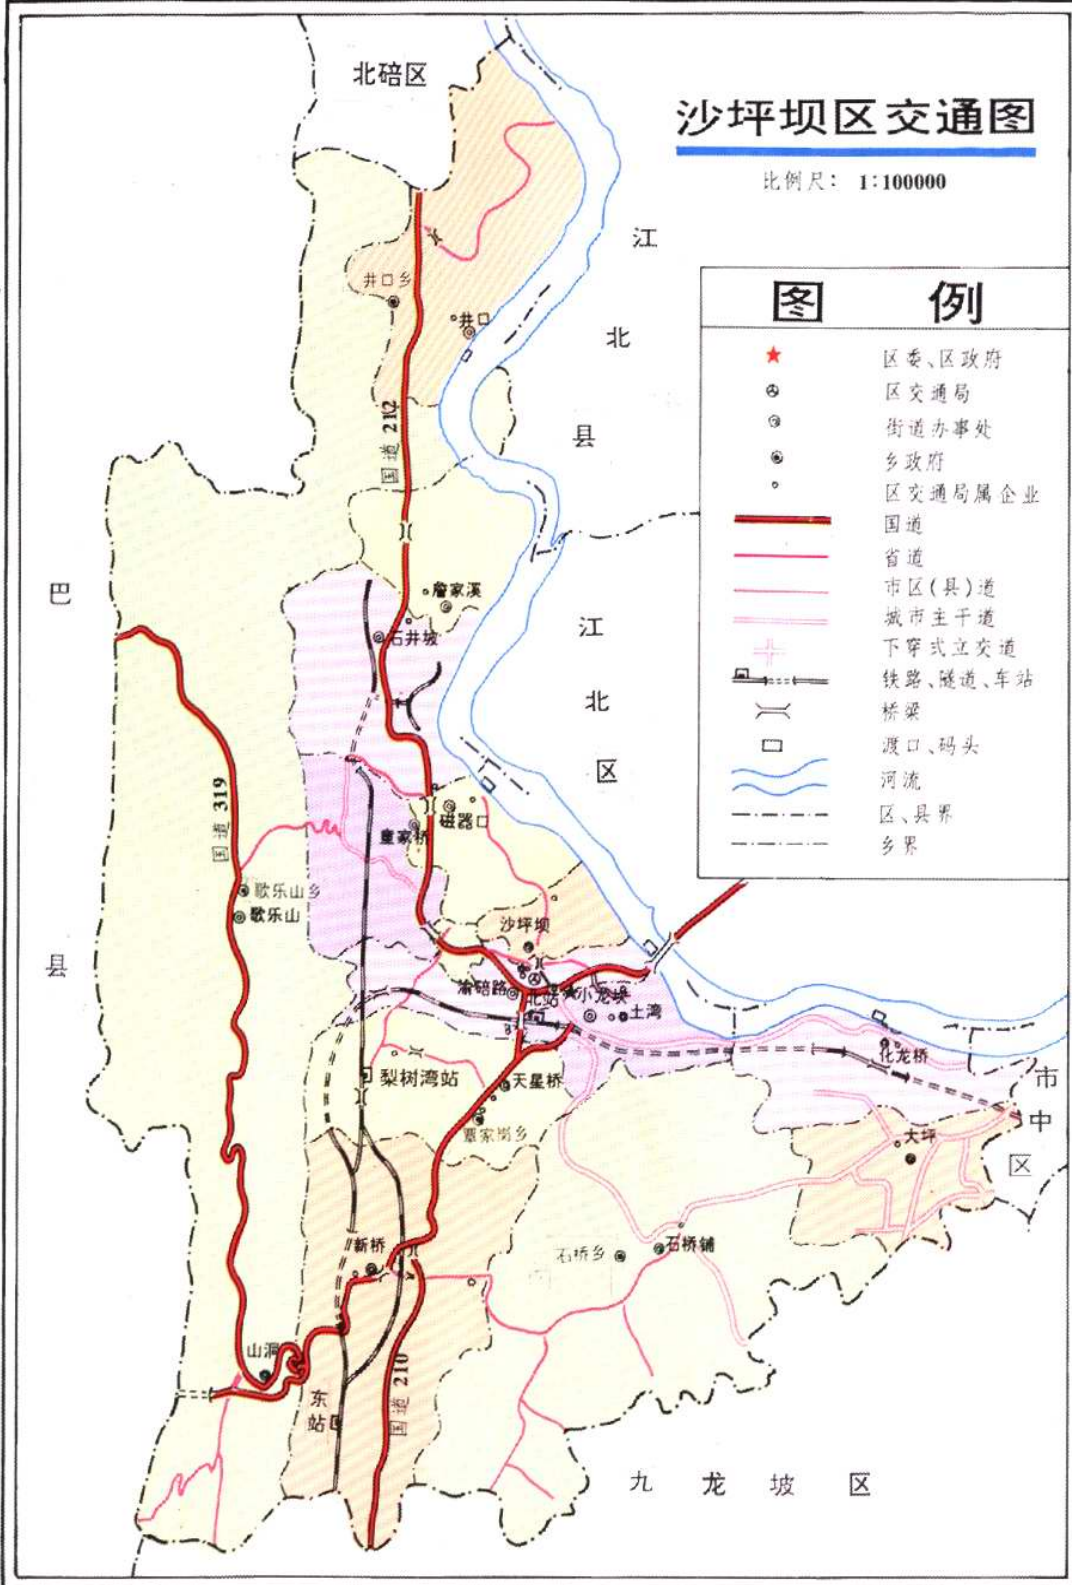 沙坪坝区交通图
比例尺： 1:100000
北碚区
江
北
县
江
北
区
巴
县
市
中
区
九龙坡区
图 例
区委、区政府
区交通局
街道办事处
乡政府
区交通局属企业
国道
省道
市区(县)道
城市主干道
下穿式立交道
铁路、隧道、车站
桥梁
渡口、码头
河流
区、县界
乡界
井口乡
井口
国道 212
詹家溪
石井坡
国道 319
磁器口
童家桥
歌乐山乡
歌乐山
沙坪坝
渝碚路
北站
小龙坎
土湾
化龙桥
梨树湾站
天星桥
覃家岗乡
大坪
新桥
石桥乡
石桥铺
山洞
国道 210
东
站